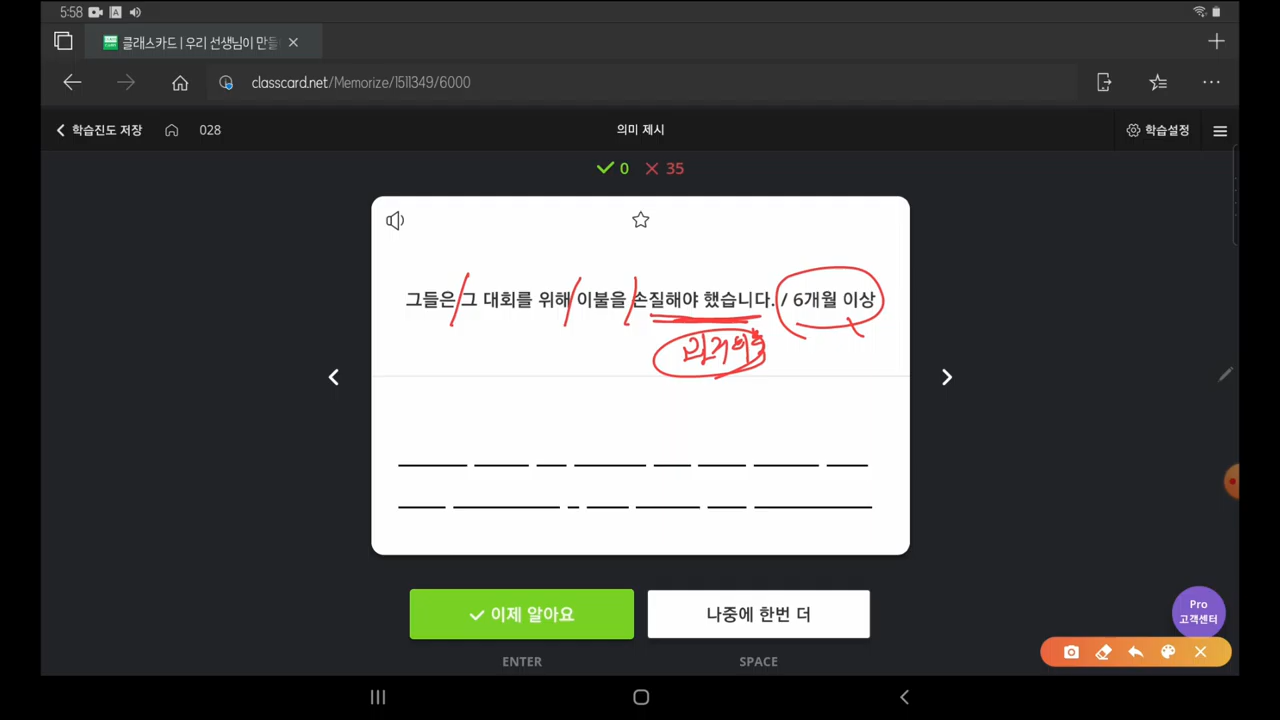 5:58
클래스카드 | 우리 선생님이 만들
classcard.net/Memorize/1511349/6000
학습진도 저장 028 의미 제시 학습설정
0 35
그들은 그 대회를 위해 이불을 손질해야 했습니다. / 6개월 이상
이제 알아요 나중에 한번 더
ENTER SPACE
Pro
고객센터